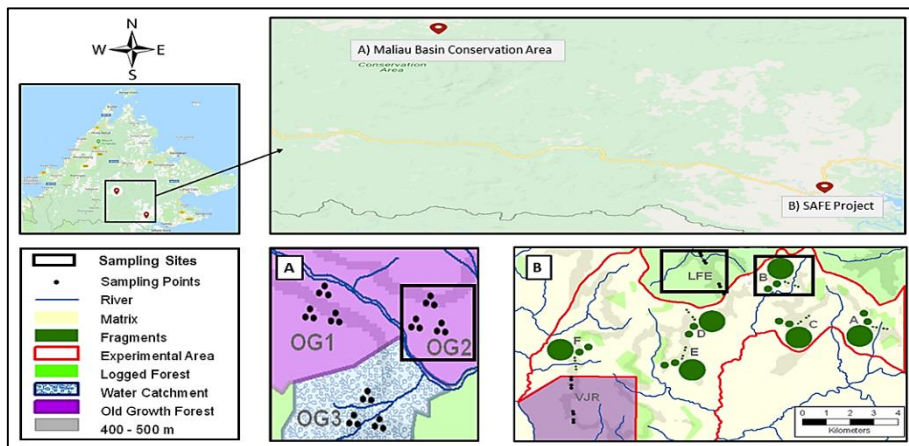 N
W E
S
A) Maliau Basin Conservation Area
Conservation
Area
B) SAFE Project
Sampling Sites
Sampling Points
River
Matrix
Fragments
Experimental Area
Logged Forest
Water Catchment
Old Growth Forest
400 - 500 m
A
OG1
OG2
OG3
B
LFE
B
A
C
D
E
F
VJR
0 1 2 3 4
Kilometers